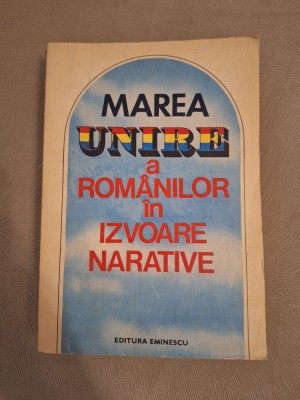 MAREA
UNIRE
a
ROMÂNILOR
în
IZVOARE
NARATIVE
EDITURA EMINESCU